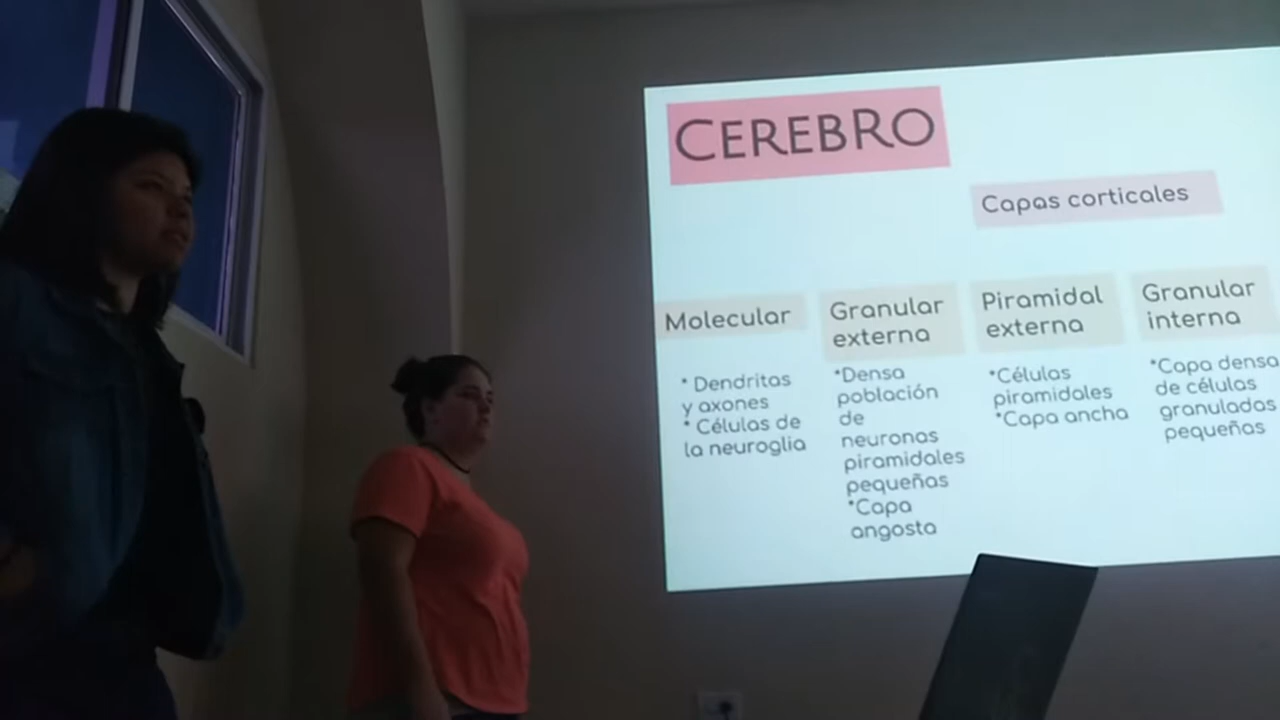 CEREBRO
Capas corticales
Molecular
* Dendritas
y axones
* Células de
la neuroglia
Granular
externa
*Densa
población
de
neuronas
piramidales
pequeñas
*Capa
angosta
Piramidal
externa
*Células
piramidales
*Capa ancha
Granular
interna
*Capa densa
de células
granuladas
pequeñas